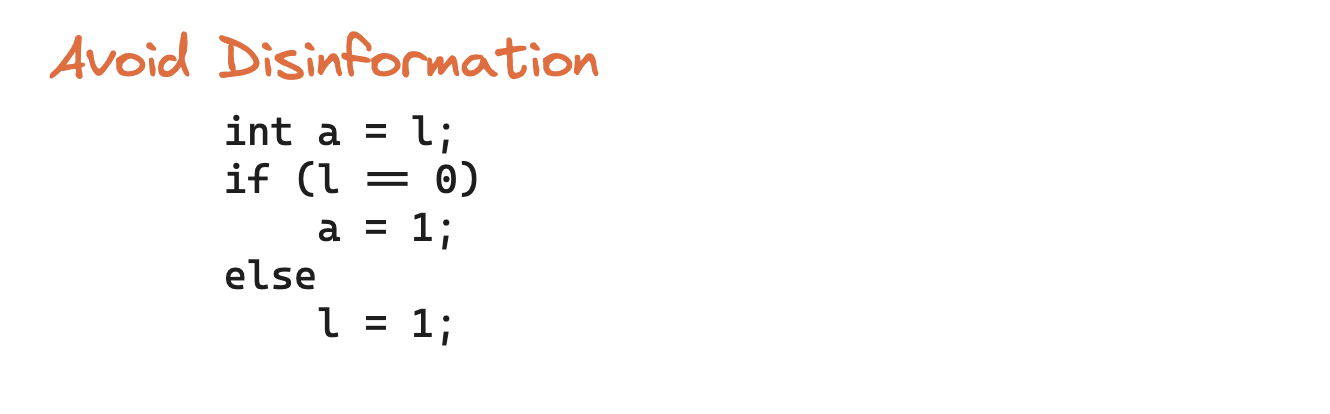 Avoid Disinformation
int a = l;
if (l == 0)
    a = 1;
else
    l = 1;